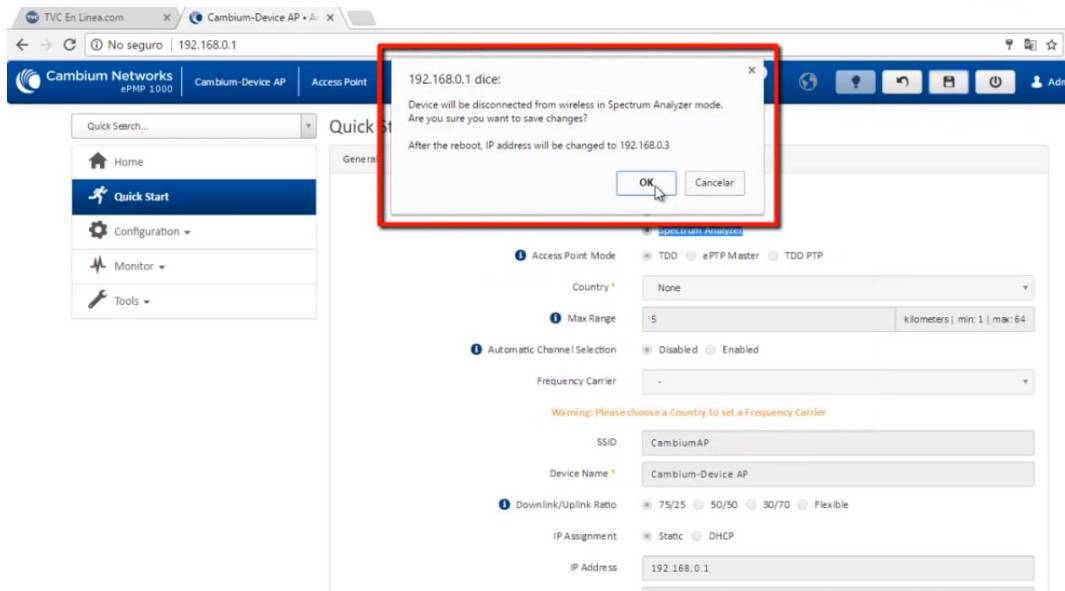 TVC En Linea.com
Cambium-Device AP • A
No seguro | 192.168.0.1
Cambium Networks
ePMP 1000
Cambium-Device AP
Access Point
Adm
192.168.0.1 dice:
Device will be disconnected from wireless in Spectrum Analyzer mode.
Are you sure you want to save changes?
After the reboot, IP address will be changed to 192.168.0.3
OK
Cancelar
Quick Search...
Home
Quick Start
Configuration
Monitor
Tools
Quick St
General
Spectrum Analyzer
Access Point Mode TDD ePTP Master TDD PTP
Country* None
Max Range 5 kilometers | min: 1 | max: 64
Automatic Channel Selection Disabled Enabled
Frequency Carrier -
Warning: Please choose a Country to set a Frequency Carrier
SSID CambiumAP
Device Name * Cambium-Device AP
Downlink/Uplink Ratio 75/25 50/50 30/70 Flexible
IP Assignment Static DHCP
IP Address 192.168.0.1